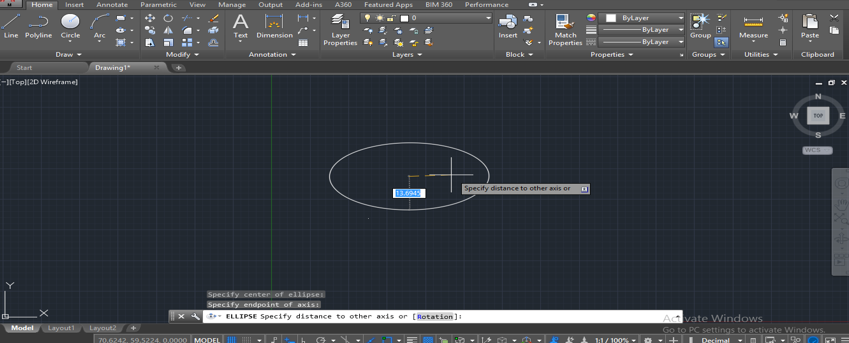 Home Insert Annotate Parametric View Manage Output Add-ins A360 Featured Apps BIM 360 Performance
Line Polyline Circle Arc Text Dimension Layer Properties 0 Insert Match Properties ByLayer ByLayer ByLayer Group Measure Paste
Draw Modify Annotation Layers Block Properties Groups Utilities Clipboard
Start Drawing1*
[Top][2D Wireframe]
N
W TOP E
S
WCS
13.6945
Specify distance to other axis or
Y
X
Specify center of ellipse:
Specify endpoint of axis:
ELLIPSE Specify distance to other axis or [Rotation]:
Activate Windows
Go to PC settings to activate Windows.
Model Layout1 Layout2 +
70.6242, 59.5224, 0.0000 MODEL 1:1 / 100% Decimal